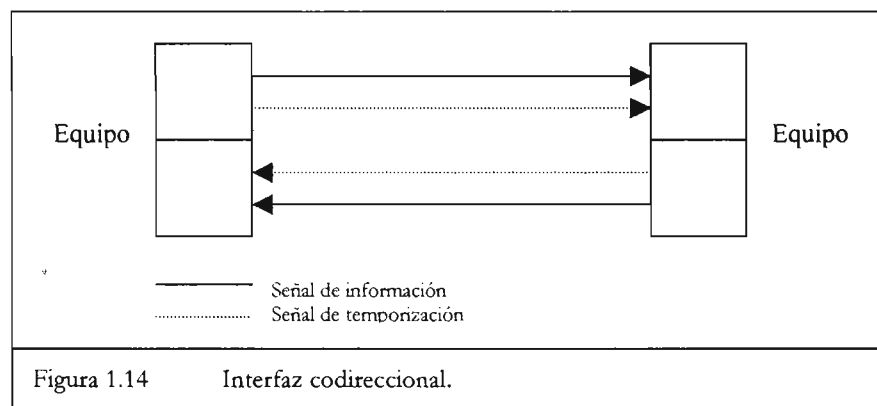 Equipo
Equipo
Señal de información
Señal de temporización
Figura 1.14 Interfaz codireccional.